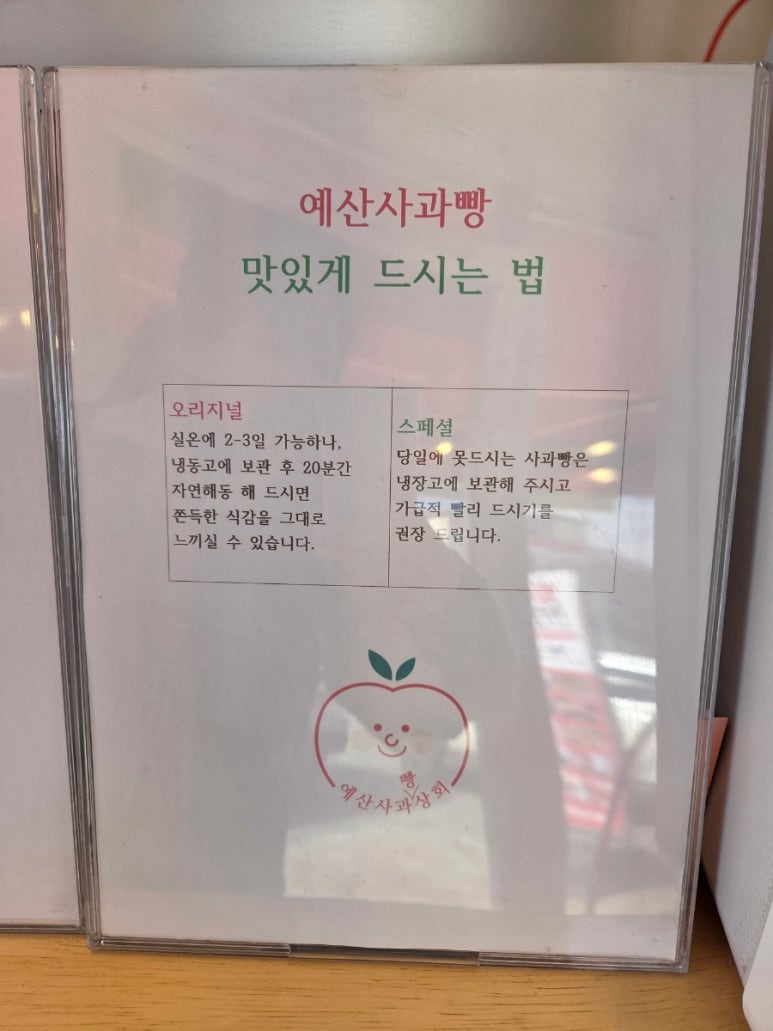 예산사과빵
맛있게 드시는 법
오리지널
실온에 2-3일 가능하나,
냉동고에 보관 후 20분간
자연해동 해 드시면
쫀득한 식감을 그대로
느끼실 수 있습니다.
스페셜
당일에 못드시는 사과빵은
냉장고에 보관해 주시고
가급적 빨리 드시기를
권장 드립니다.
빵
예산사과상회